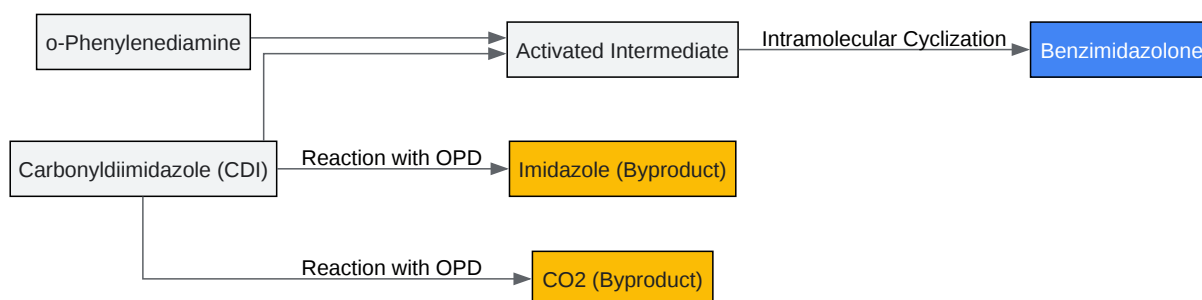 o-Phenylenediamine
Activated Intermediate
Intramolecular Cyclization
Benzimidazolone
Carbonyldiimidazole (CDI)
Reaction with OPD
Imidazole (Byproduct)
Reaction with OPD
CO2 (Byproduct)